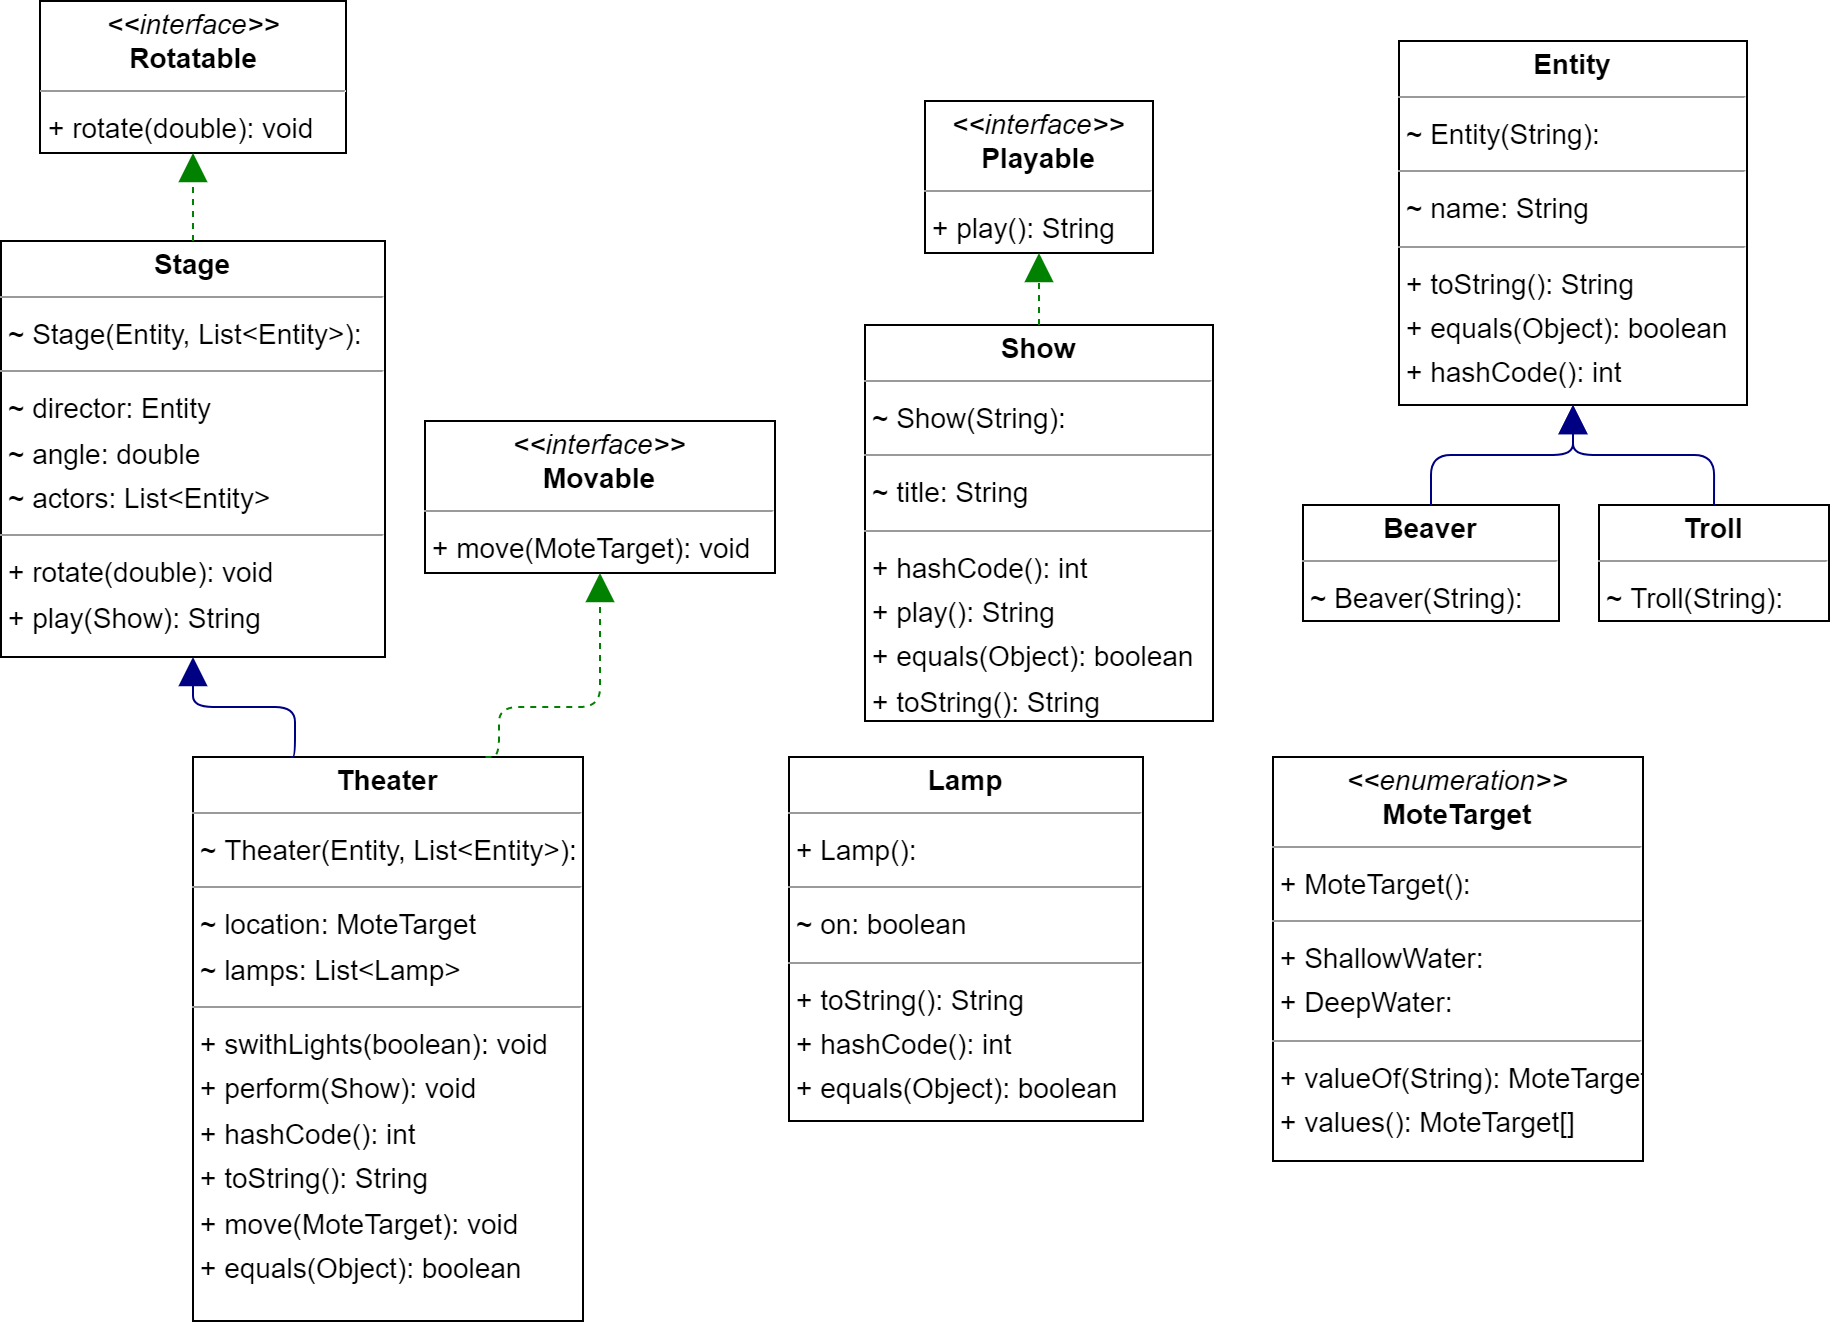 <<interface>>
Rotatable
+ rotate(double): void
Stage
~ Stage(Entity, List<Entity>):
~ director: Entity
~ angle: double
~ actors: List<Entity>
+ rotate(double): void
+ play(Show): String
<<interface>>
Movable
+ move(MoteTarget): void
Theater
~ Theater(Entity, List<Entity>):
~ location: MoteTarget
~ lamps: List<Lamp>
+ swithLights(boolean): void
+ perform(Show): void
+ hashCode(): int
+ toString(): String
+ move(MoteTarget): void
+ equals(Object): boolean
<<interface>>
Playable
+ play(): String
Show
~ Show(String):
~ title: String
+ hashCode(): int
+ play(): String
+ equals(Object): boolean
+ toString(): String
Lamp
+ Lamp():
~ on: boolean
+ toString(): String
+ hashCode(): int
+ equals(Object): boolean
Entity
~ Entity(String):
~ name: String
+ toString(): String
+ equals(Object): boolean
+ hashCode(): int
Beaver
~ Beaver(String):
Troll
~ Troll(String):
<<enumeration>>
MoteTarget
+ MoteTarget():
+ ShallowWater:
+ DeepWater:
+ valueOf(String): MoteTarget
+ values(): MoteTarget[]